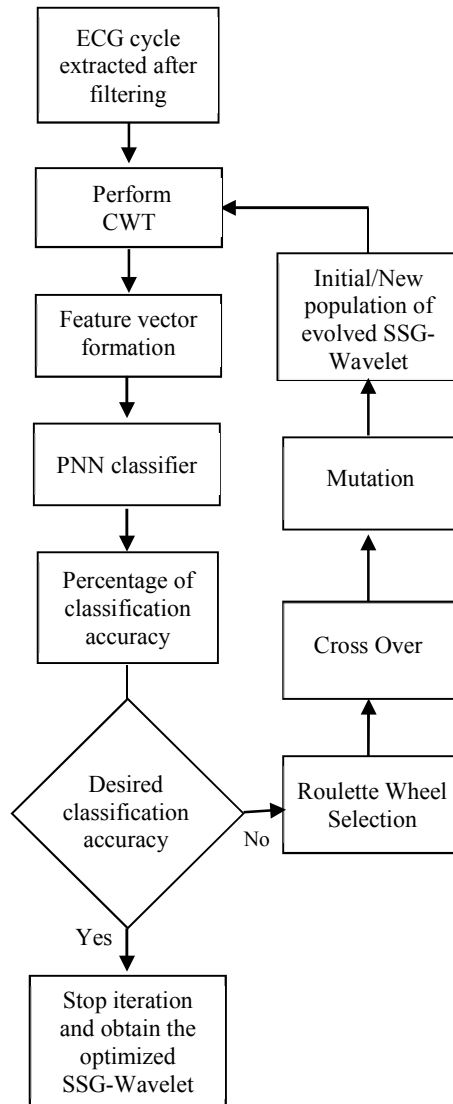 ECG cycle
extracted after
filtering
Perform
CWT
Feature vector
formation
PNN classifier
Percentage of
classification
accuracy
Desired
classification
accuracy
No
Yes
Stop iteration
and obtain the
optimized
SSG-Wavelet
Roulette Wheel
Selection
Cross Over
Mutation
Initial/New
population of
evolved SSG-
Wavelet